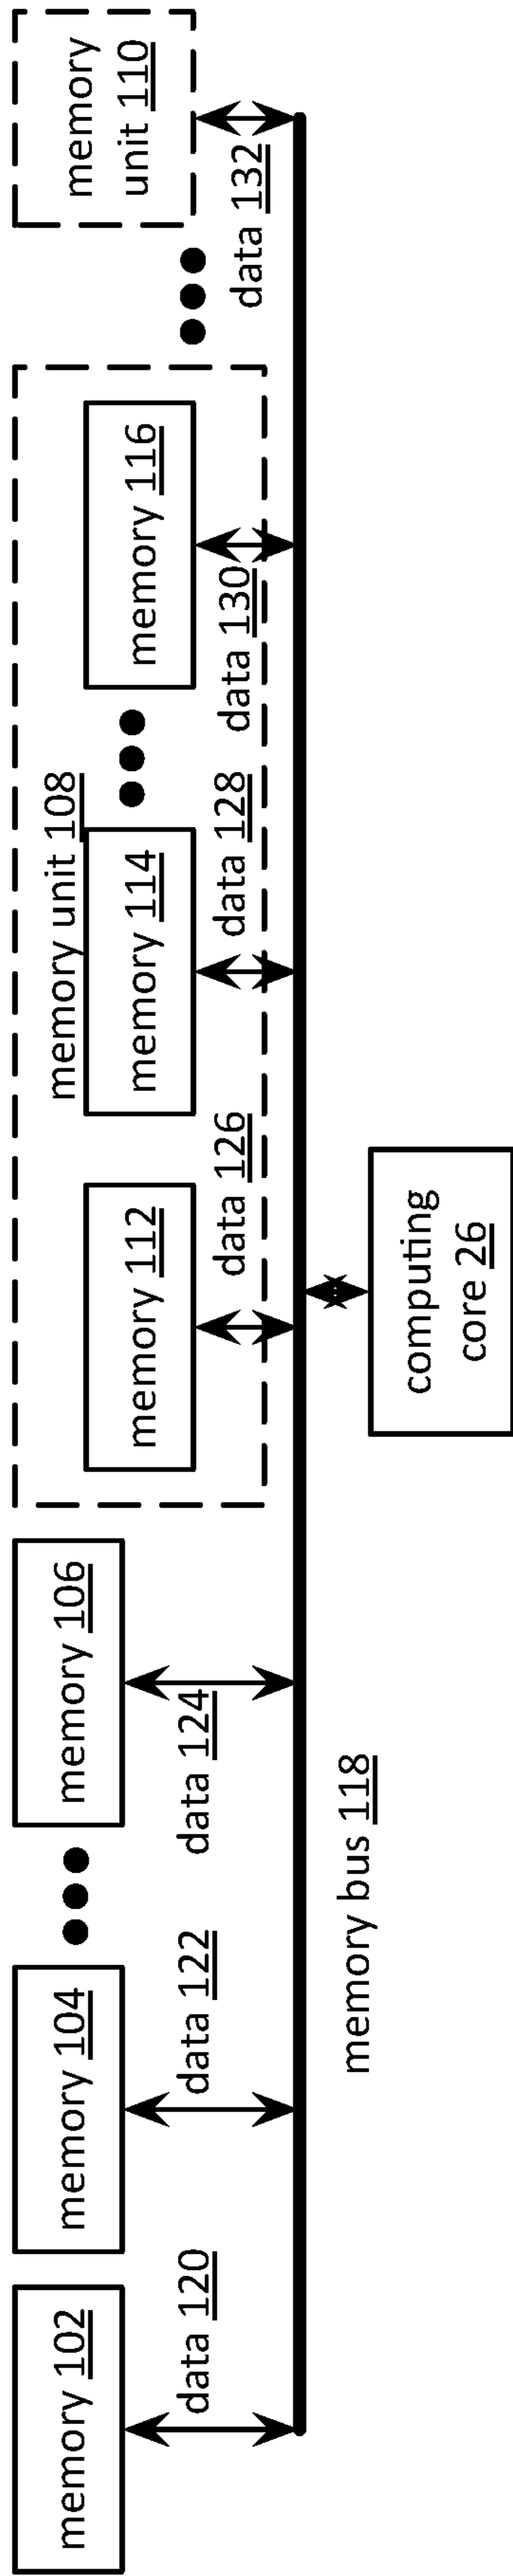 memory 102
memory 104
memory 106
memory unit 108
memory 112
memory 114
memory 116
memory
unit 110
data 120
data 122
data 124
data 126
data 128
data 130
data 132
memory bus 118
computing
core 26